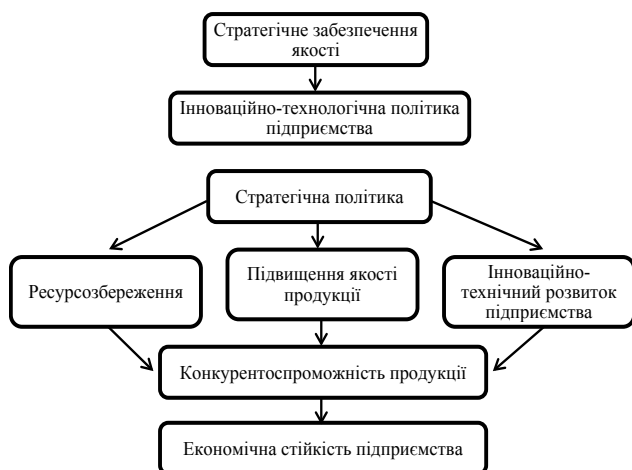 Стратегічне забезпечення
якості
Інноваційно-технологічна політика
підприємства
Стратегічна політика
Ресурсозбереження
Підвищення якості
продукції
Інноваційно-
технічний розвиток
підприємства
Конкурентоспроможність продукції
Економічна стійкість підприємства